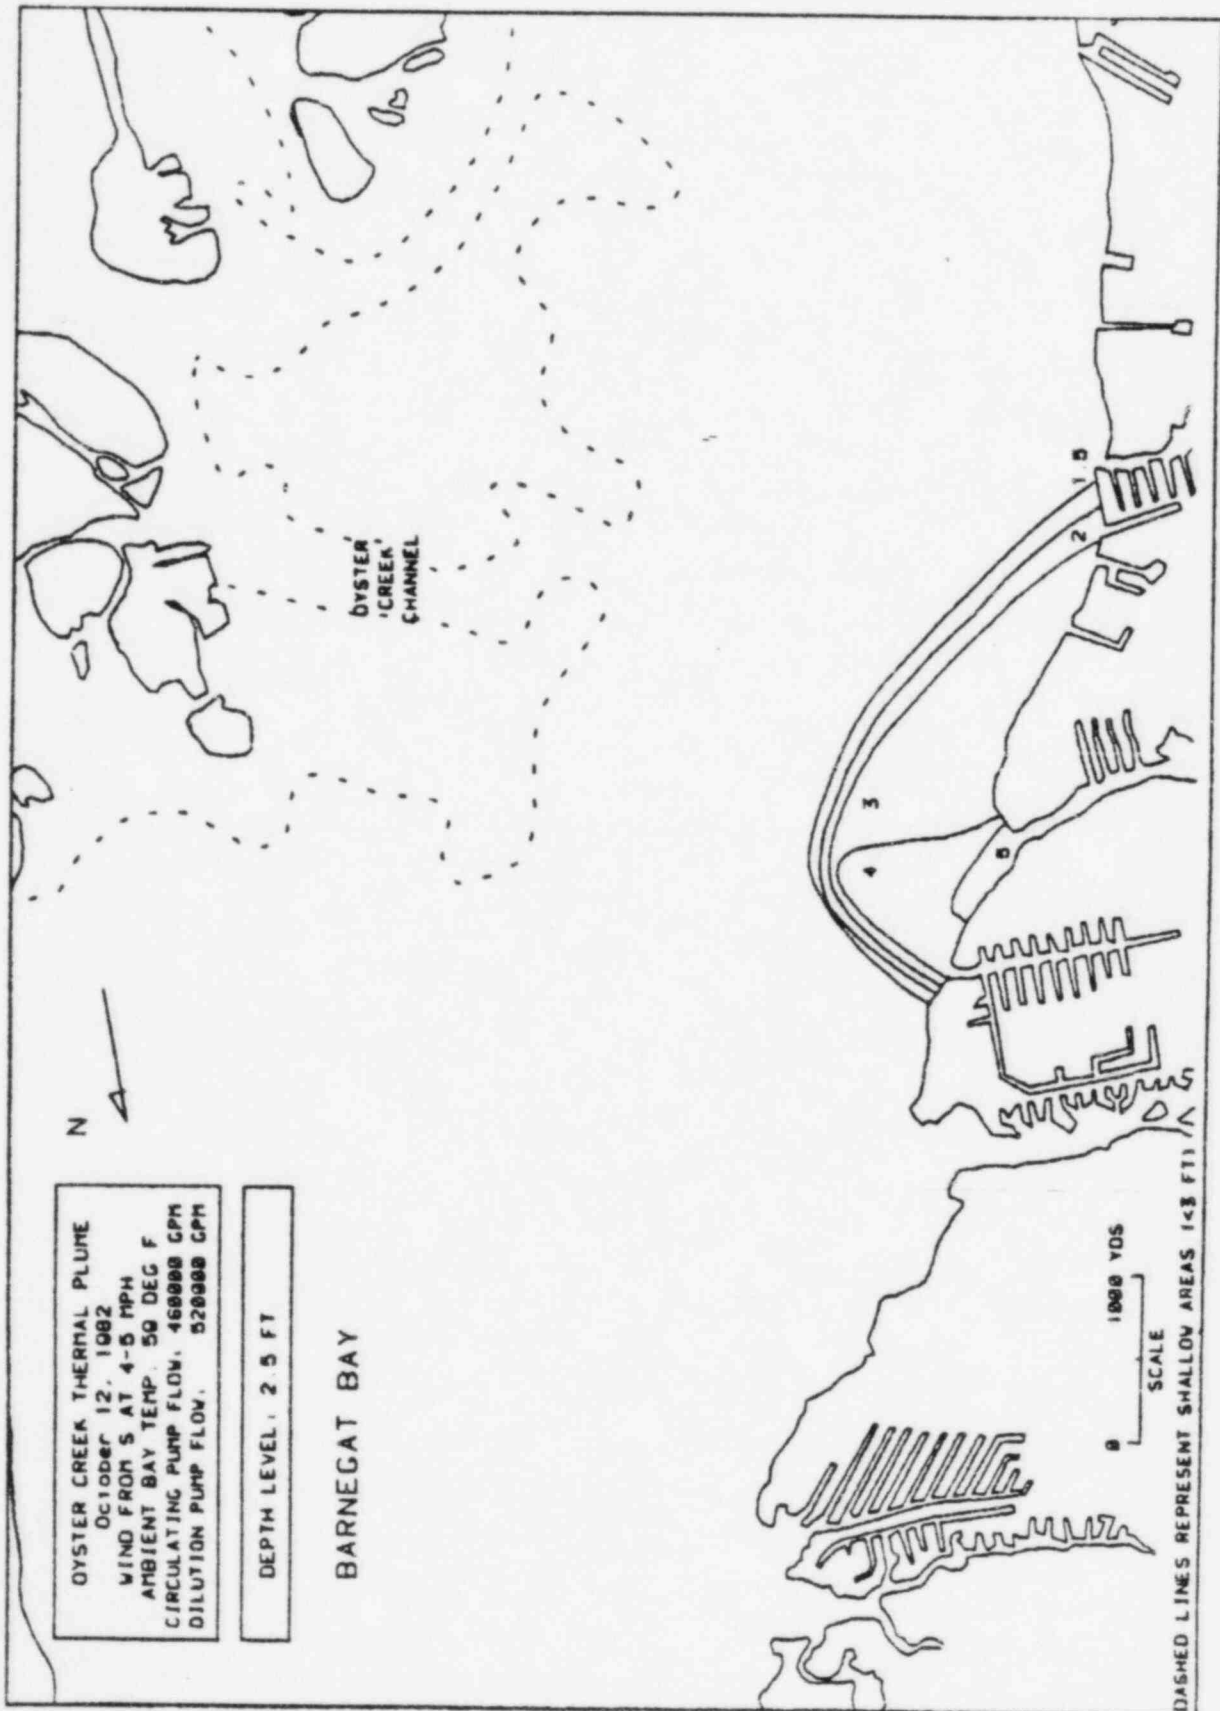 OYSTER CREEK THERMAL PLUME
October 12, 1982
WIND FROM S AT 4-5 MPH
AMBIENT BAY TEMP. 59 DEG F
CIRCULATING PUMP FLOW. 460000 GPM
DILUTION PUMP FLOW. 520000 GPM
DEPTH LEVEL. 2.5 FT
BARNEGAT BAY
N
OYSTER
CREEK
CHANNEL
1.5
2
3
4
0 1000 YDS
SCALE
DASHED LINES REPRESENT SHALLOW AREAS (<3 FT)